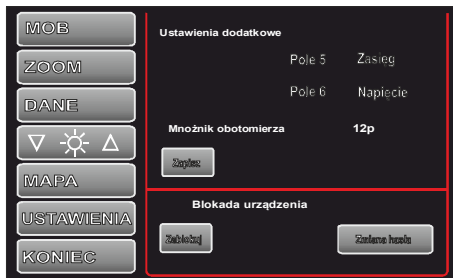 MOB
ZOOM
DANE
MAPA
USTAWIENIA
KONIEC
Ustawienia dodatkowe
Pole 5 Zasięg
Pole 6 Napięcie
Mnożnik obotomierza 12p
Zapisz
Blokada urządzenia
Zablokuj Zmiana hasła